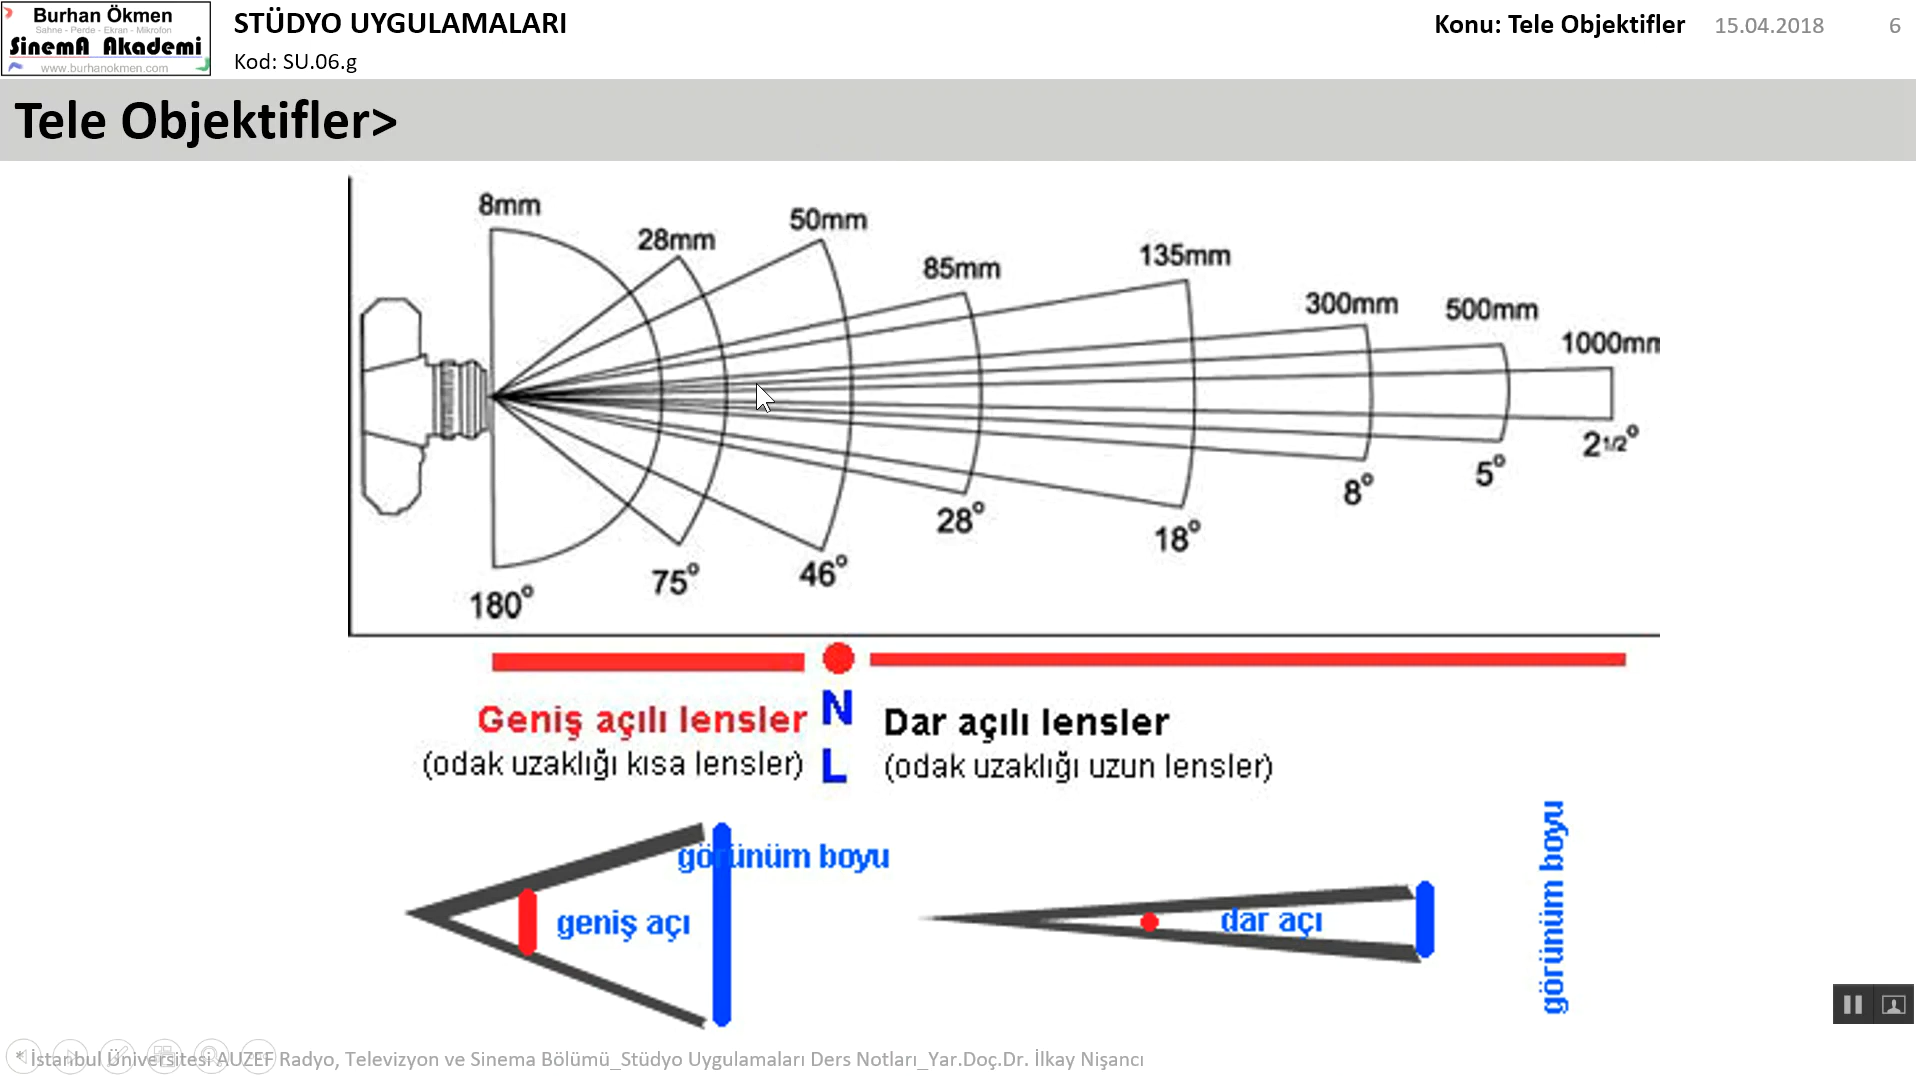 Burhan Ökmen
Sahne - Perde - Ekran - Mikrofon
SinemA Akademi
www.burhanokmen.com
STÜDYO UYGULAMALARI
Kod: SU.06.g
Konu: Tele Objektifler
15.04.2018
6
Tele Objektifler>
8mm
28mm
50mm
85mm
135mm
300mm
500mm
1000mm
180°
75°
46°
28°
18°
8°
5°
2 1/2°
Geniş açılı lensler
(odak uzaklığı kısa lensler)
N
L
Dar açılı lensler
(odak uzaklığı uzun lensler)
görünüm boyu
geniş açı
dar açı
görünüm boyu
* İstanbul Üniversitesi AUZEF Radyo, Televizyon ve Sinema Bölümü_Stüdyo Uygulamaları Ders Notları_Yar.Doç.Dr. İlkay Nişancı